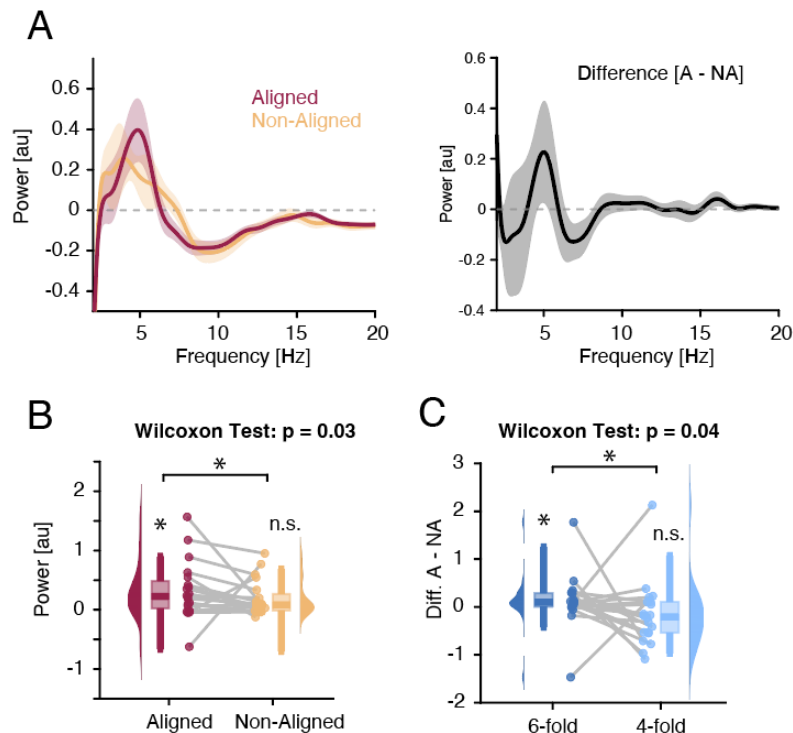 A
Aligned
Non-Aligned
Power [au]
0.6
0.4
0.2
0
-0.2
-0.4
5
10
15
20
Frequency [Hz]
Difference [A - NA]
Power [au]
0.6
0.4
0.2
0
-0.2
-0.4
5
10
15
20
Frequency [Hz]
B
Wilcoxon Test: p = 0.03
*
*
n.s.
Power [au]
2
1
0
-1
Aligned
Non-Aligned
C
Wilcoxon Test: p = 0.04
*
*
n.s.
Diff. A - NA
3
2
1
0
-1
-2
6-fold
4-fold